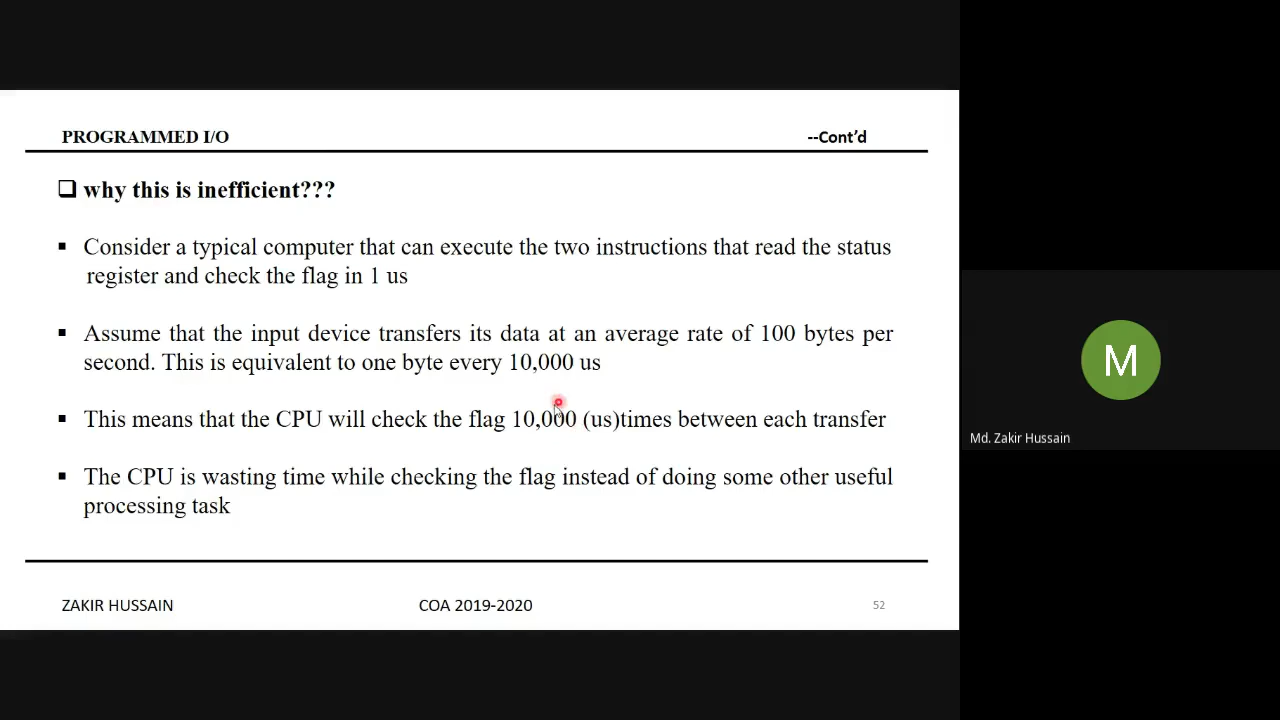 PROGRAMMED I/O
--Cont’d
why this is inefficient???
Consider a typical computer that can execute the two instructions that read the status
register and check the flag in 1 us
Assume that the input device transfers its data at an average rate of 100 bytes per
second. This is equivalent to one byte every 10,000 us
This means that the CPU will check the flag 10,000 (us)times between each transfer
The CPU is wasting time while checking the flag instead of doing some other useful
processing task
ZAKIR HUSSAIN
COA 2019-2020
52
M
Md. Zakir Hussain